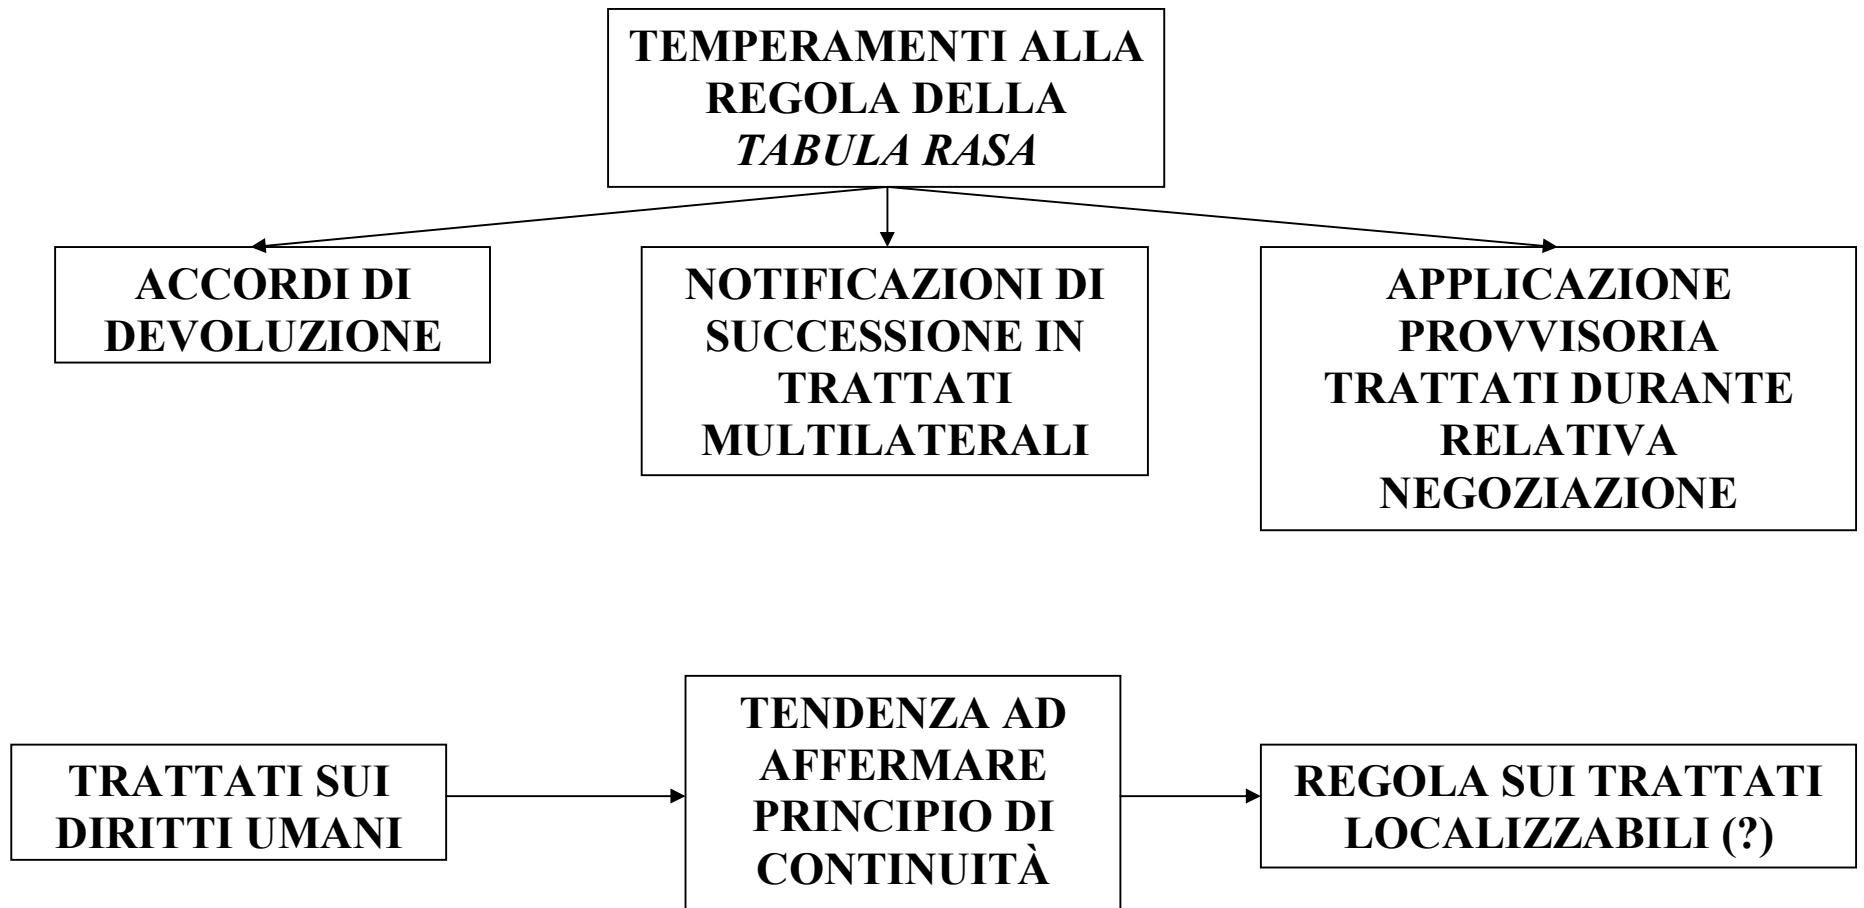 TEMPERAMENTI ALLA
REGOLA DELLA
TABULA RASA
ACCORDI DI
DEVOLUZIONE
NOTIFICAZIONI DI
SUCCESSIONE IN
TRATTATI
MULTILATERALI
APPLICAZIONE
PROVVISORIA
TRATTATI DURANTE
RELATIVA
NEGOZIAZIONE
TRATTATI SUI
DIRITTI UMANI
TENDENZA AD
AFFERMARE
PRINCIPIO DI
CONTINUITÀ
REGOLA SUI TRATTATI
LOCALIZZABILI (?)